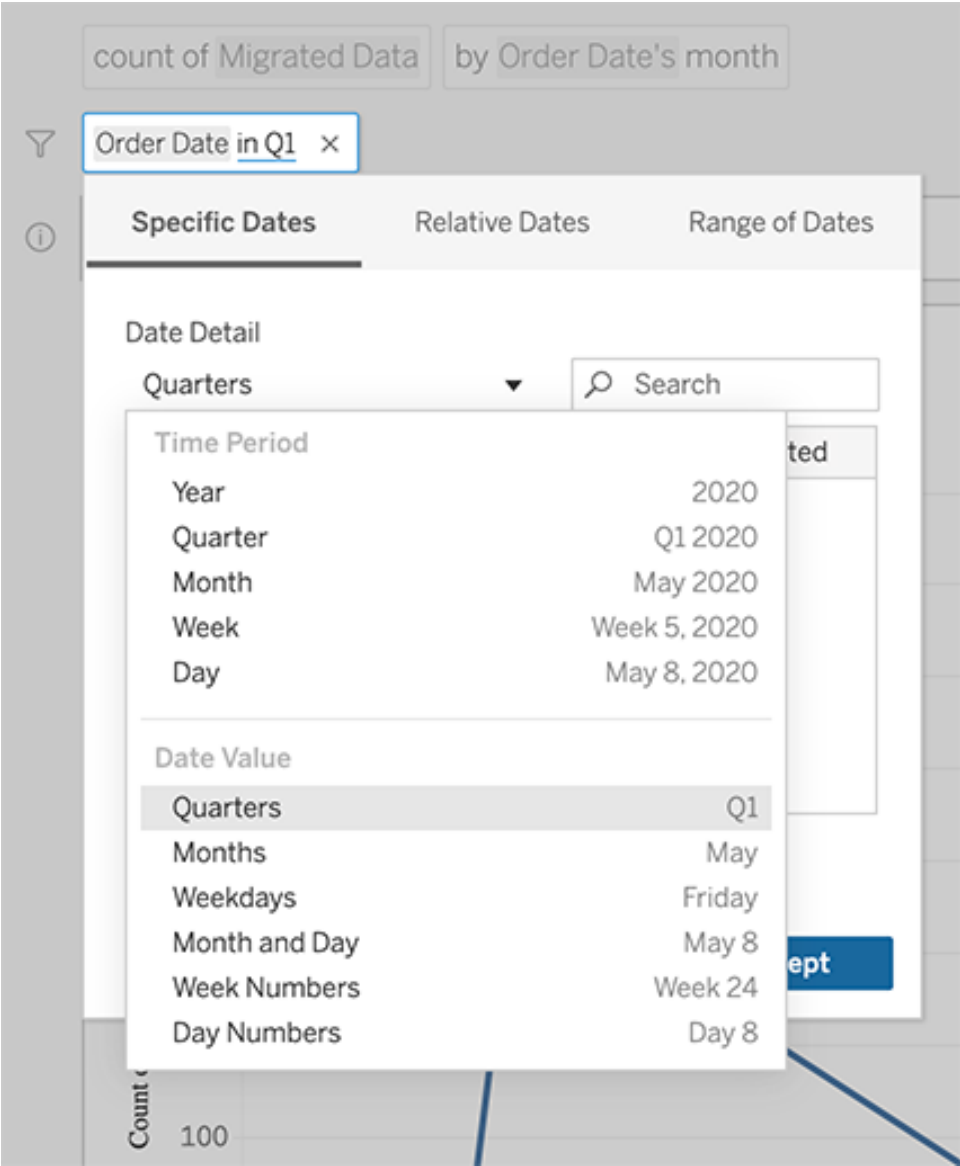 count of Migrated Data by Order Date's month
Order Date in Q1 ×
Specific Dates Relative Dates Range of Dates
Date Detail
Quarters Search
Time Period
ted
Year 2020
Quarter Q1 2020
Month May 2020
Week Week 5, 2020
Day May 8, 2020
Date Value
Quarters Q1
Months May
Weekdays Friday
Month and Day May 8
ept
Week Numbers Week 24
Day Numbers Day 8
Count
100